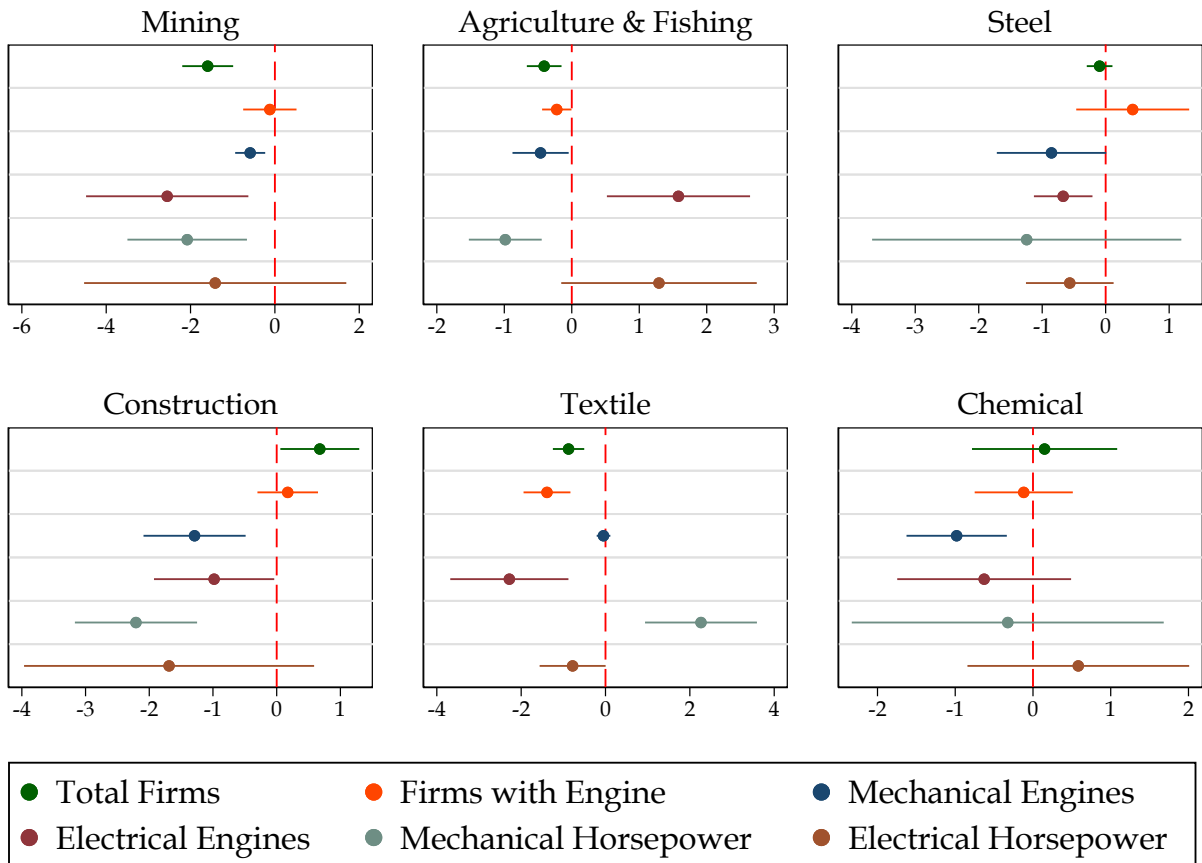 Mining Agriculture & Fishing Steel
-6 -4 -2 0 2 -2 -1 0 1 2 3 -4 -3 -2 -1 0 1
Construction Textile Chemical
-4 -3 -2 -1 0 1 -4 -2 0 2 4 -2 -1 0 1 2
Total Firms Firms with Engine Mechanical Engines
Electrical Engines Mechanical Horsepower Electrical Horsepower